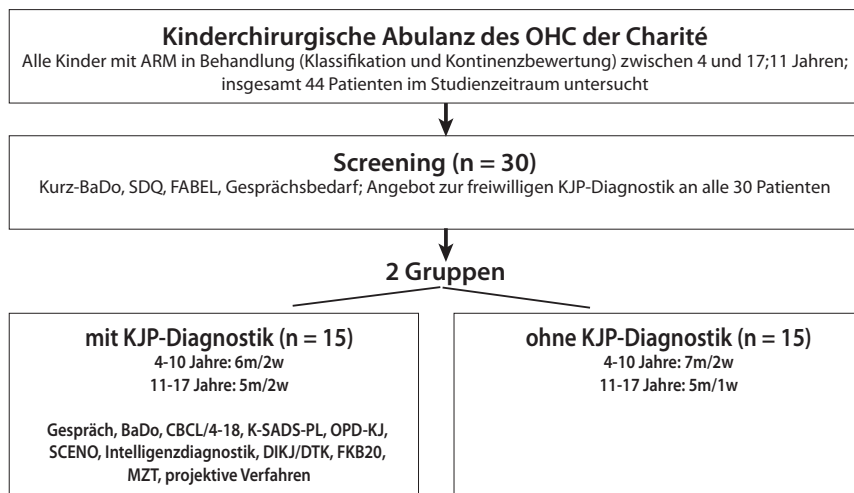 Kinderchirurgische Abulanz des OHC der Charité
Alle Kinder mit ARM in Behandlung (Klassifikation und Kontinenzbewertung) zwischen 4 und 17;11 Jahren;
insgesamt 44 Patienten im Studienzeitraum untersucht
Screening (n = 30)
Kurz-BaDo, SDQ, FABEL, Gesprächsbedarf; Angebot zur freiwilligen KJP-Diagnostik an alle 30 Patienten
2 Gruppen
mit KJP-Diagnostik (n = 15)
4-10 Jahre: 6m/2w
11-17 Jahre: 5m/2w
Gespräch, BaDo, CBCL/4-18, K-SADS-PL, OPD-KJ,
SCENO, Intelligenzdiagnostik, DIKJ/DTK, FKB20,
MZT, projektive Verfahren
ohne KJP-Diagnostik (n = 15)
4-10 Jahre: 7m/2w
11-17 Jahre: 5m/1w